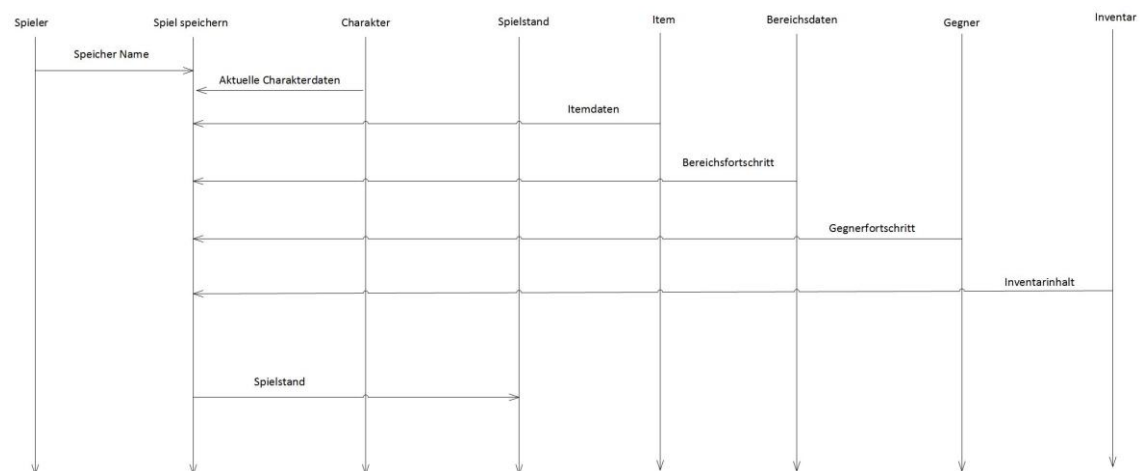 Spieler
Spiel speichern
Charakter
Spielstand
Item
Bereichsdaten
Gegner
Inventar
Speicher Name
Aktuelle Charakterdaten
Itemdaten
Bereichsfortschritt
Gegnerfortschritt
Inventarinhalt
Spielstand